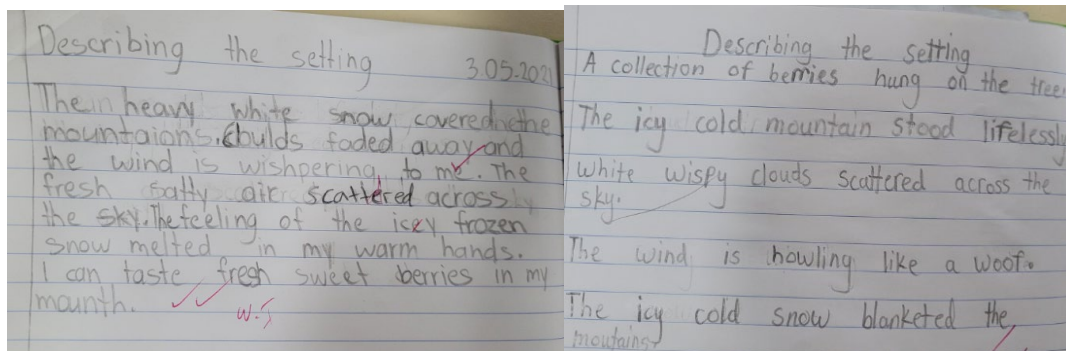 Describing the setting 3.05.2021
The heavy white snow covered the
mountaions. Coulds faded away and
the wind is wishpering to me. The
fresh salty air scattered across
the sky. The feeling of the icey frozen
snow melted in my warm hands.
I can taste fresh sweet berries in my
maunth.
W.S
Describing the setting
A collection of berries hung on the tree
The icy cold mountain stood lifelessly
white wispy clouds scattered across the
sky.
The wind is howling like a woof.
The icy cold snow blanketed the
moutains.